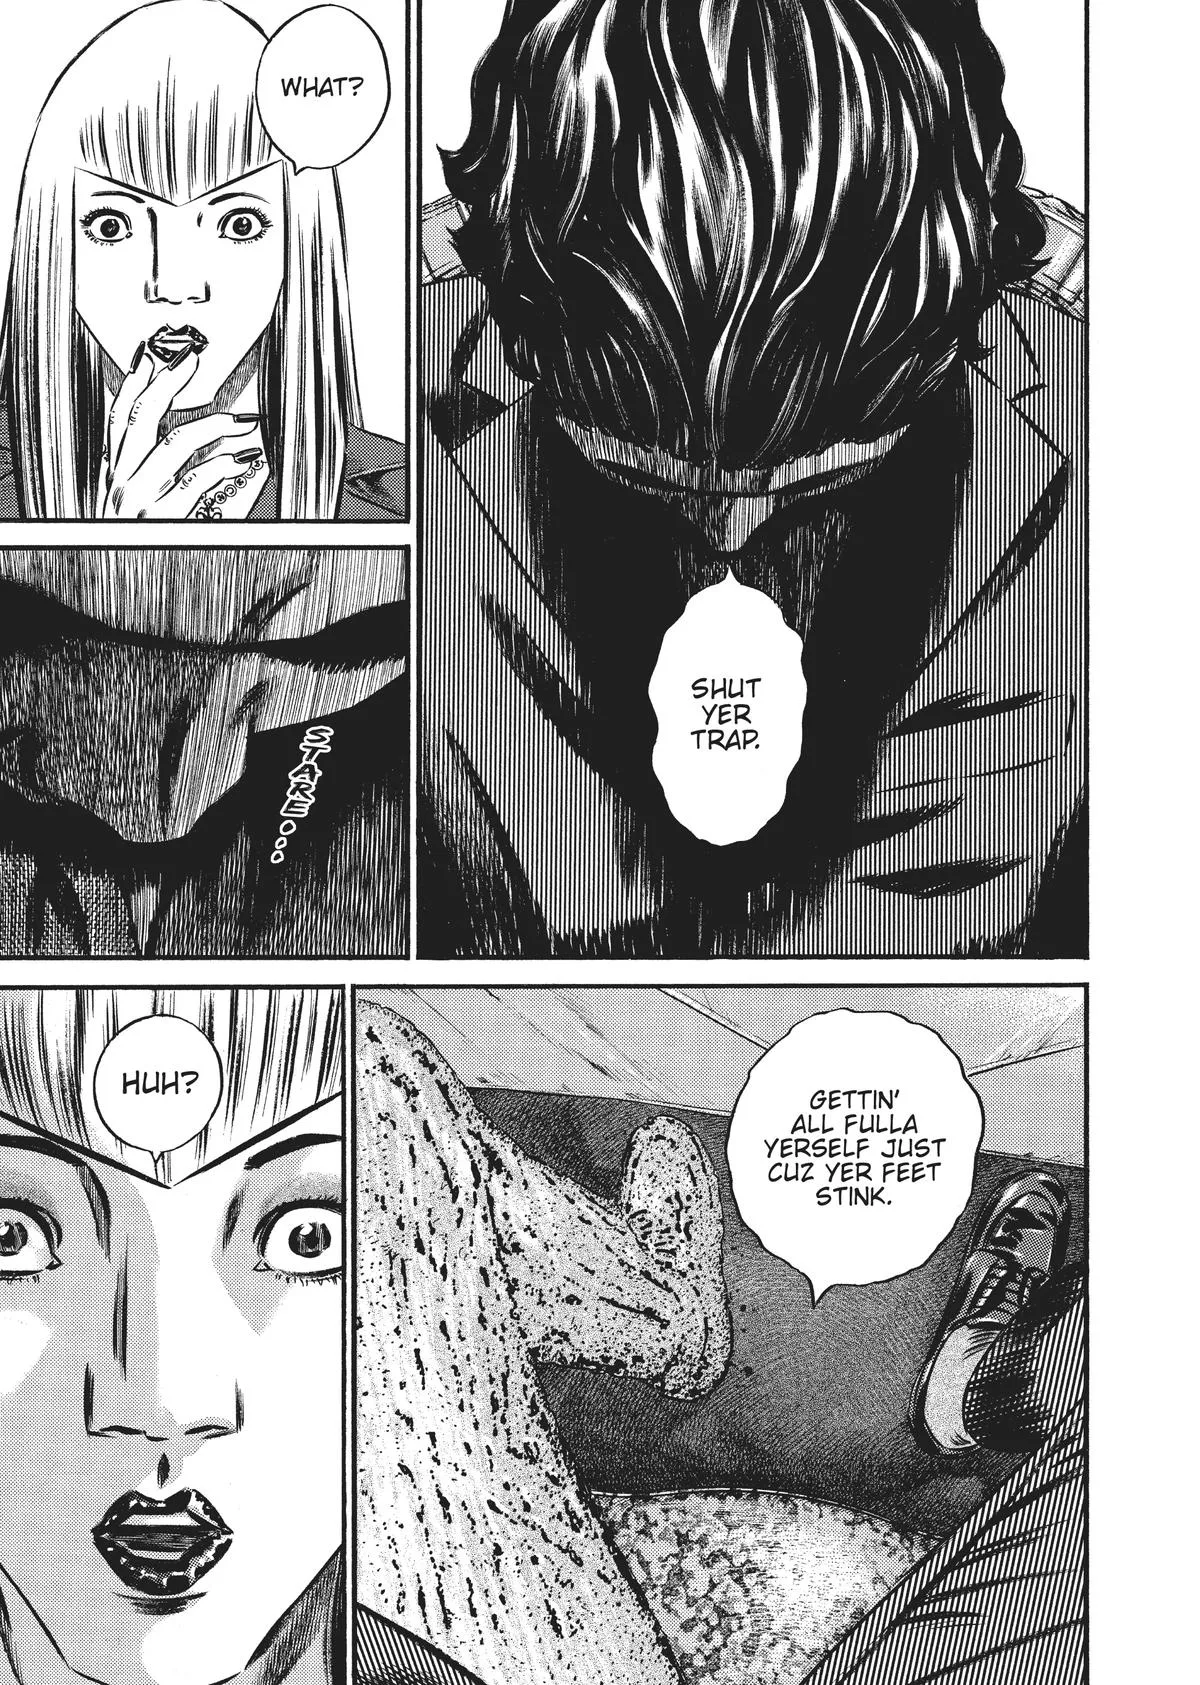 SHUT
YER
TRAP.
WHAT?
STARE...
GETTIN'
ALL FULLA
YERSELF JUST
CUZ YER FEET
STINK.
HUH?